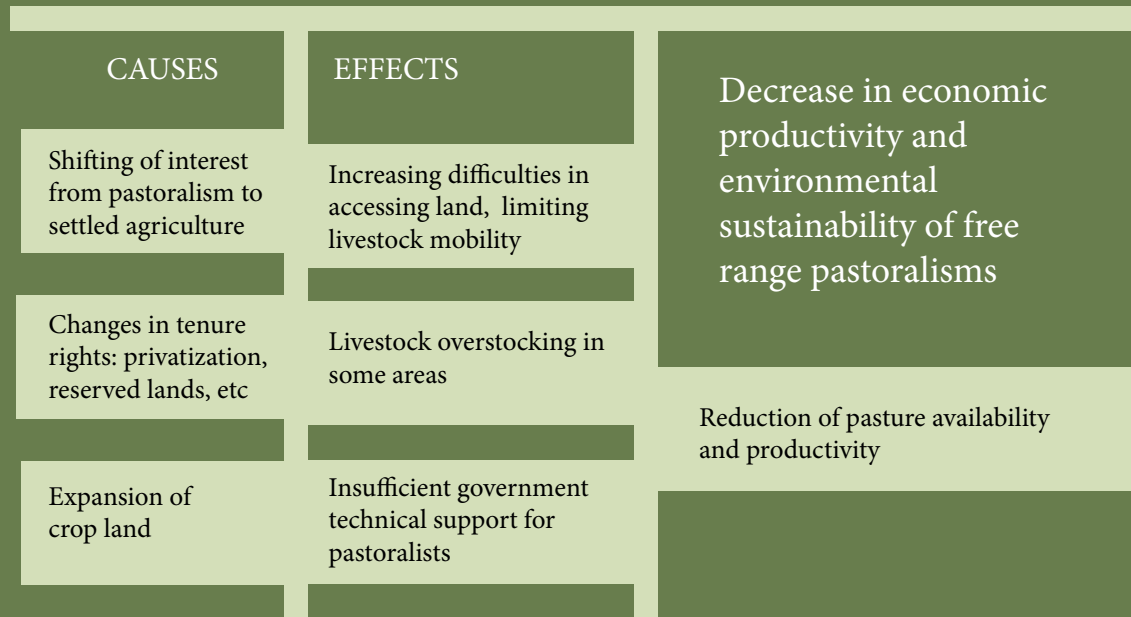 CAUSES
Shifting of interest
from pastoralism to
settled agriculture
Changes in tenure
rights: privatization,
reserved lands, etc
Expansion of
crop land
EFFECTS
Increasing difficulties in
accessing land, limiting
livestock mobility
Livestock overstocking in
some areas
Insufficient government
technical support for
pastoralists
Decrease in economic
productivity and
environmental
sustainability of free
range pastoralisms
Reduction of pasture availability
and productivity